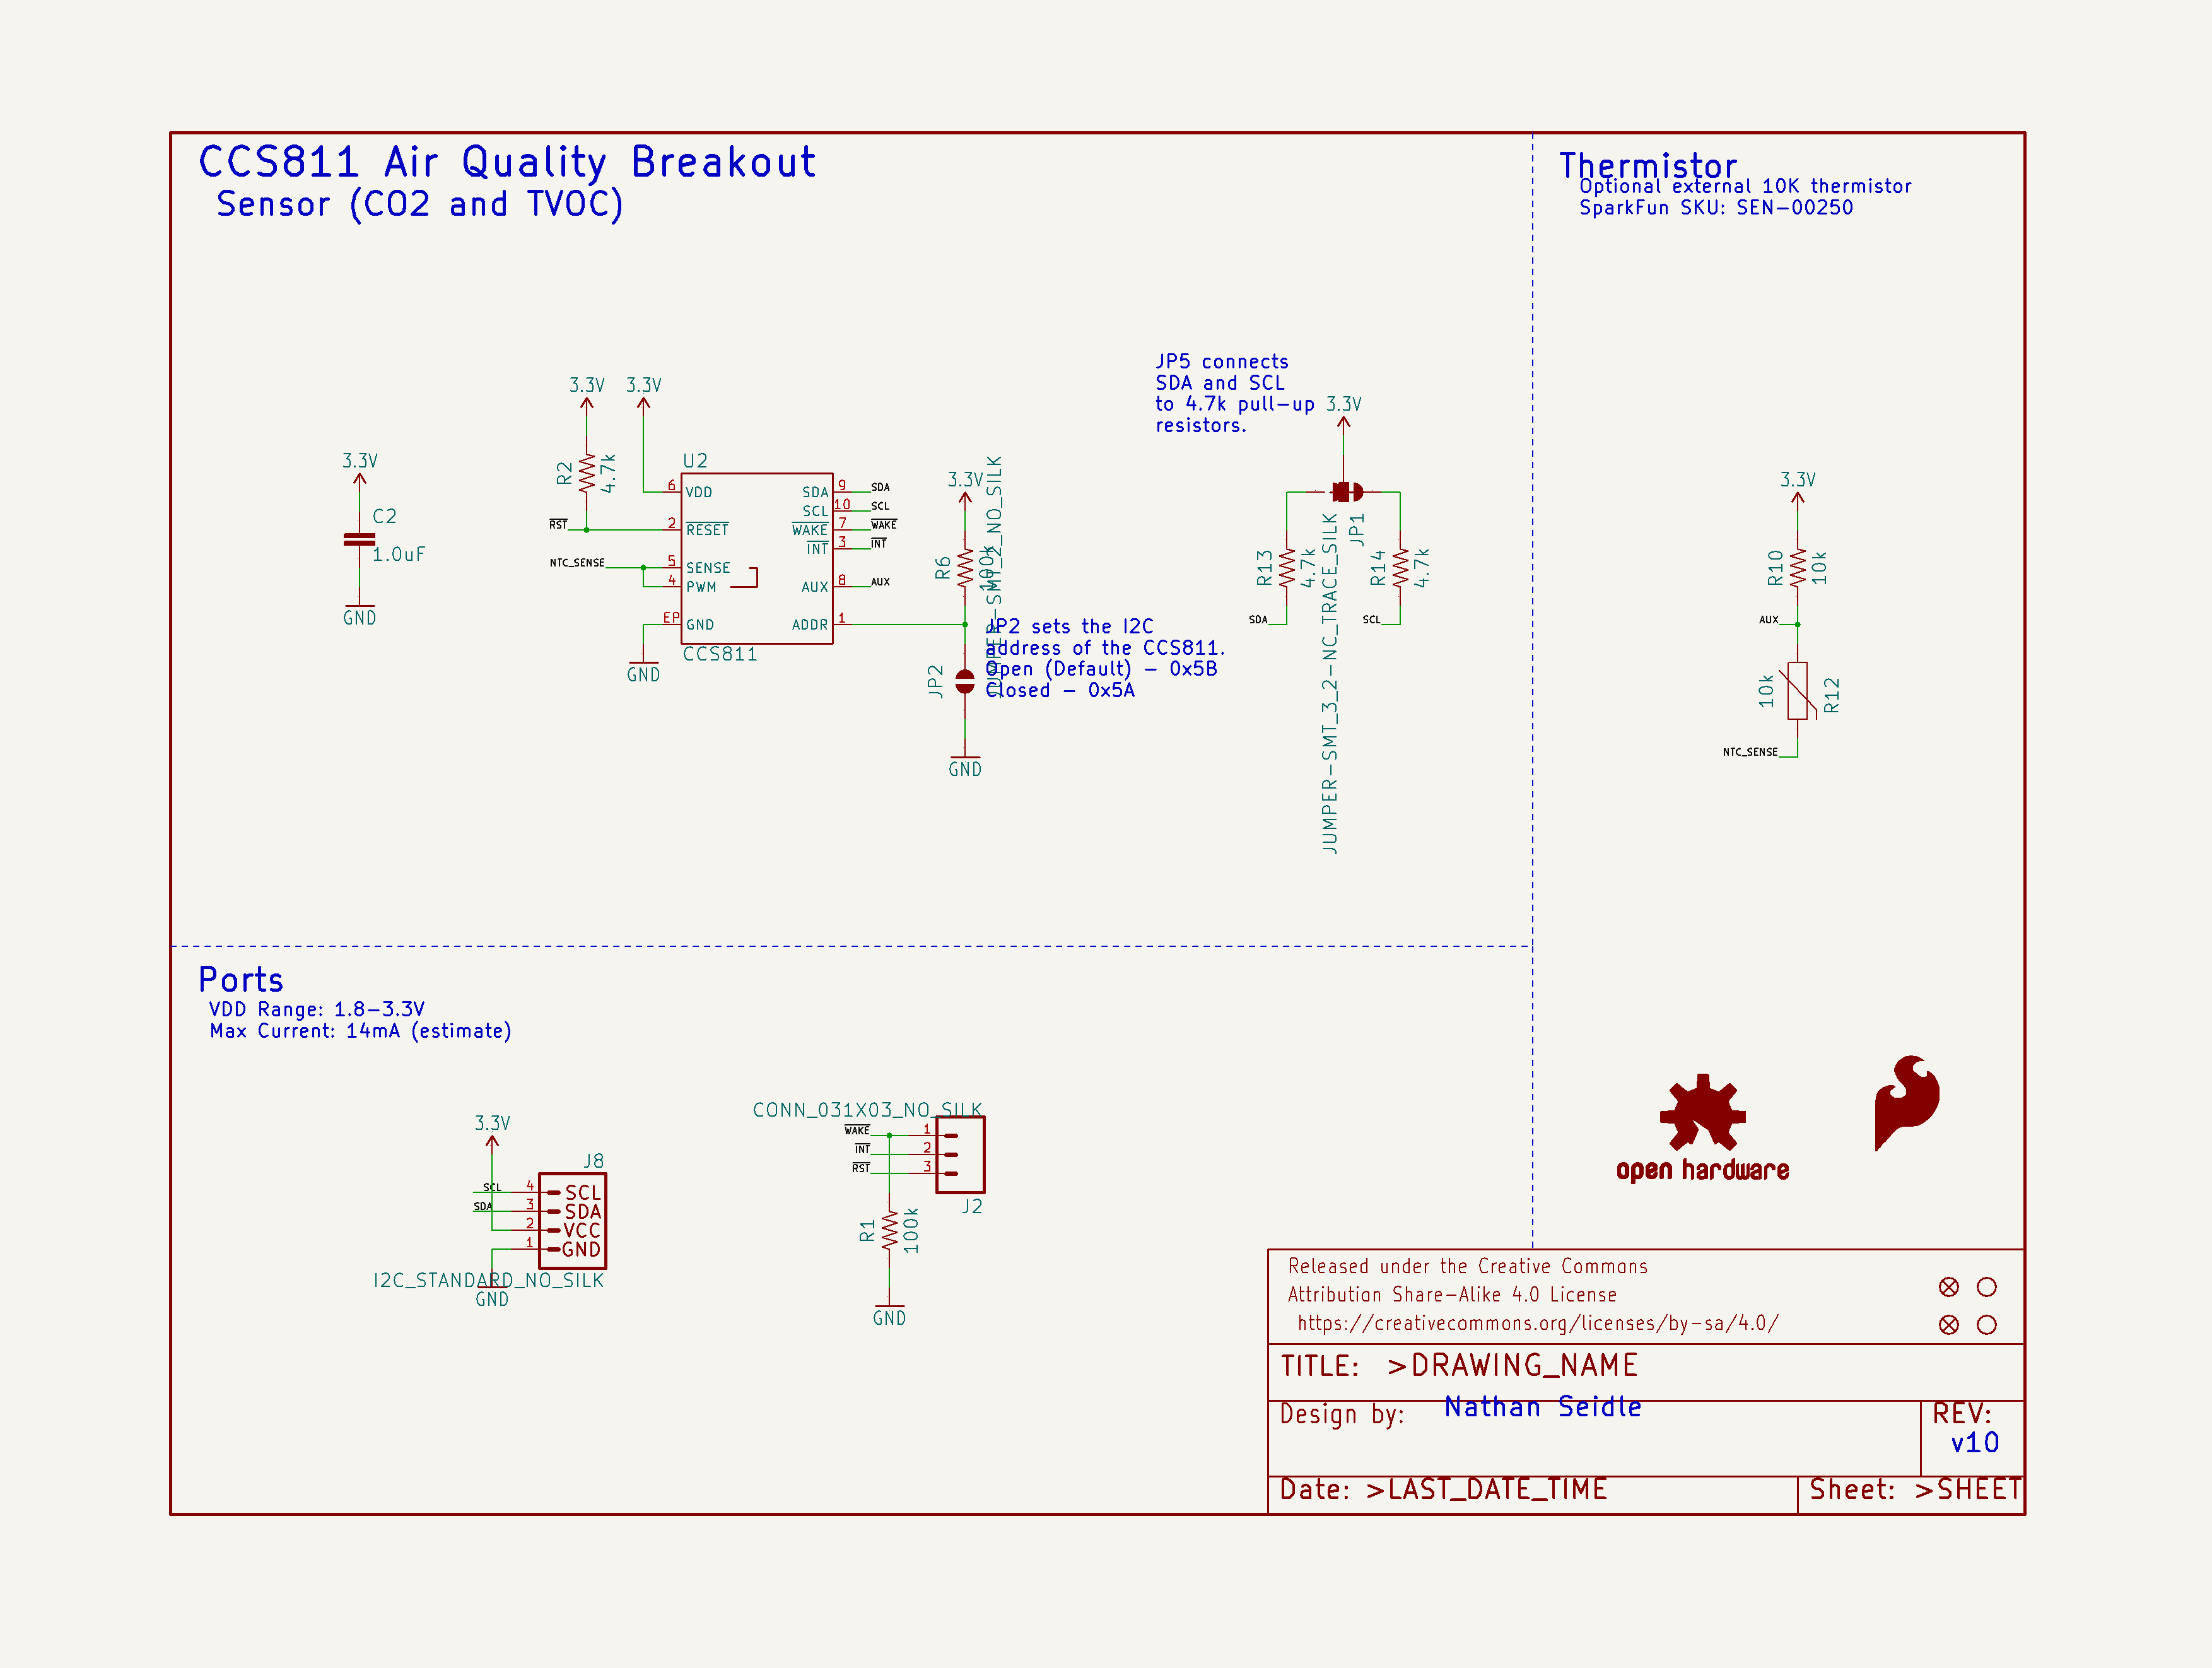 CCS811 Air Quality Breakout
Sensor (CO2 and TVOC)
Thermistor
Optional external 10K thermistor
SparkFun SKU: SEN-00250
JP5 connects
SDA and SCL
to 4.7k pull-up
resistors.
3.3V
3.3V
3.3V
C2
1.0uF
GND
3.3V
R2
4.7k
U2
RST
NTC_SENSE
6 VDD
2 RESET
5 SENSE
4 PWM
EP GND
SDA 9 SDA
SCL 10 SCL
WAKE 7 WAKE
INT 3 INT
AUX 8 AUX
ADDR 1
CCS811
GND
3.3V
R6
100k
JUMPER-SMT_2_NO_SILK
JP2
JP2 sets the I2C
address of the CCS811.
Open (Default) - 0x5B
Closed - 0x5A
GND
3.3V
JP1
JUMPER-SMT_3_2-NC_TRACE_SILK
R13
4.7k
R14
4.7k
SDA
SCL
3.3V
R10
10k
AUX
10k
R12
NTC_SENSE
Ports
VDD Range: 1.8-3.3V
Max Current: 14mA (estimate)
3.3V
J8
SCL 4 SCL
SDA 3 SDA
2 VCC
1 GND
I2C_STANDARD_NO_SILK
GND
CONN_031X03_NO_SILK
WAKE 1
INT 2
RST 3
J2
R1
100k
GND
open hardware
Released under the Creative Commons
Attribution Share-Alike 4.0 License
https://creativecommons.org/licenses/by-sa/4.0/
TITLE: >DRAWING_NAME
Design by: Nathan Seidle
REV:
v10
Date: >LAST_DATE_TIME
Sheet: >SHEET